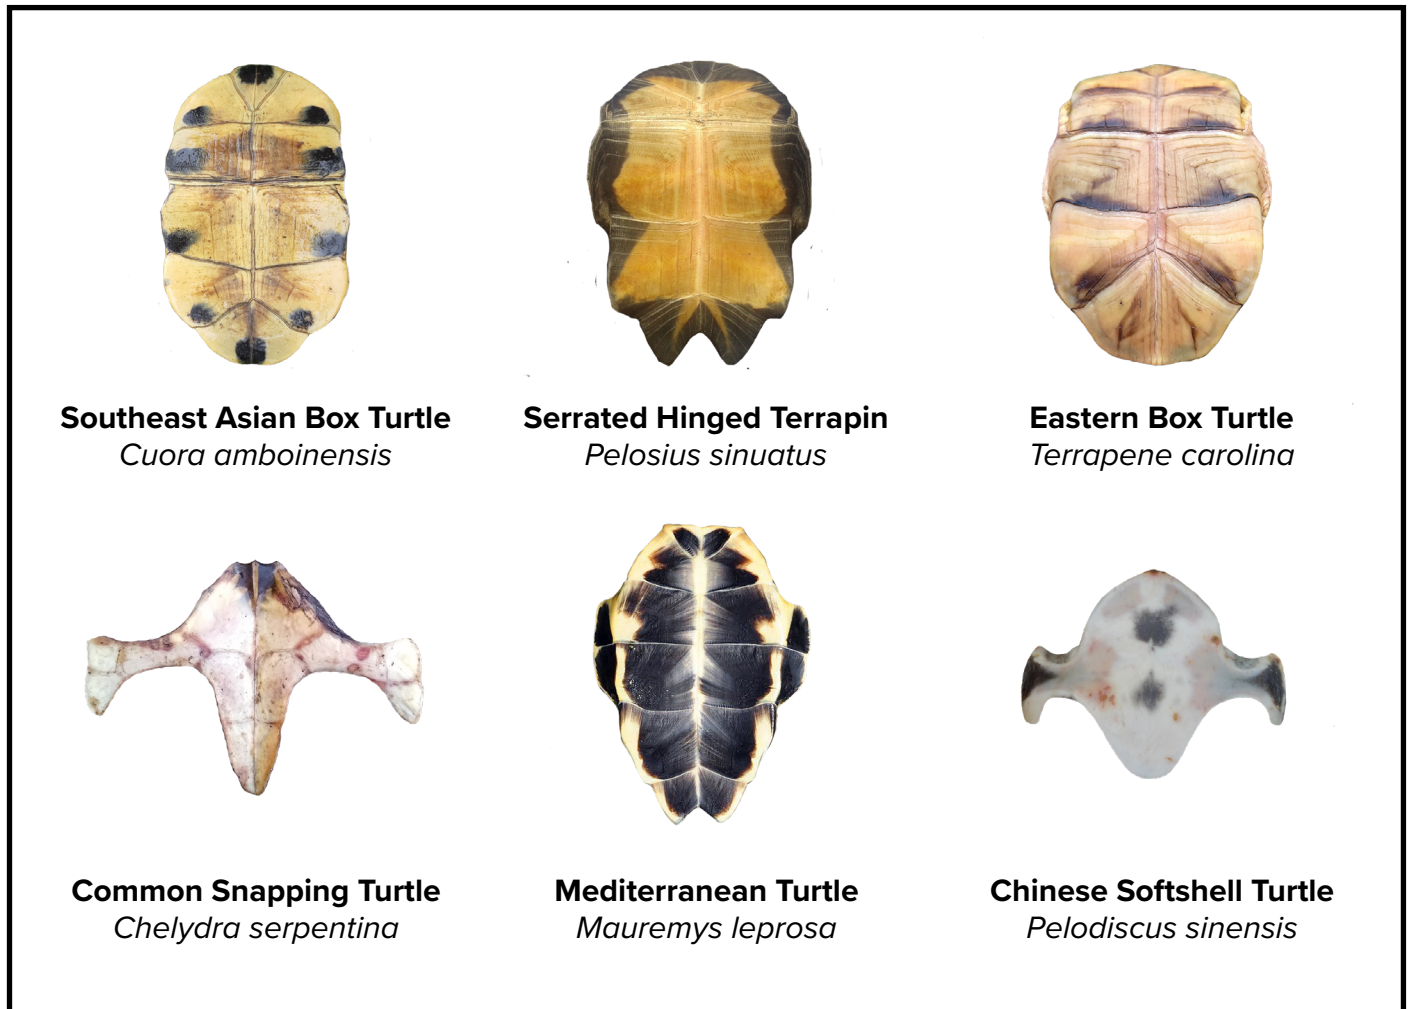 Southeast Asian Box Turtle
Cuora amboinensis
Serrated Hinged Terrapin
Pelosius sinuatus
Eastern Box Turtle
Terrapene carolina
Common Snapping Turtle
Chelydra serpentina
Mediterranean Turtle
Mauremys leprosa
Chinese Softshell Turtle
Pelodiscus sinensis